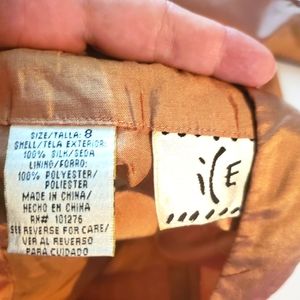 SIZE/TALLA: 8
SHELL/TELA EXTERIOR:
100% SILK/SEDA
LINING/FORRO:
100% POLYESTER/
POLIESTER
MADE IN CHINA/
HECHO EN CHINA
RN# 101276
SEE REVERSE FOR CARE/
VER AL REVERSO
PARA CUIDADO
iCE